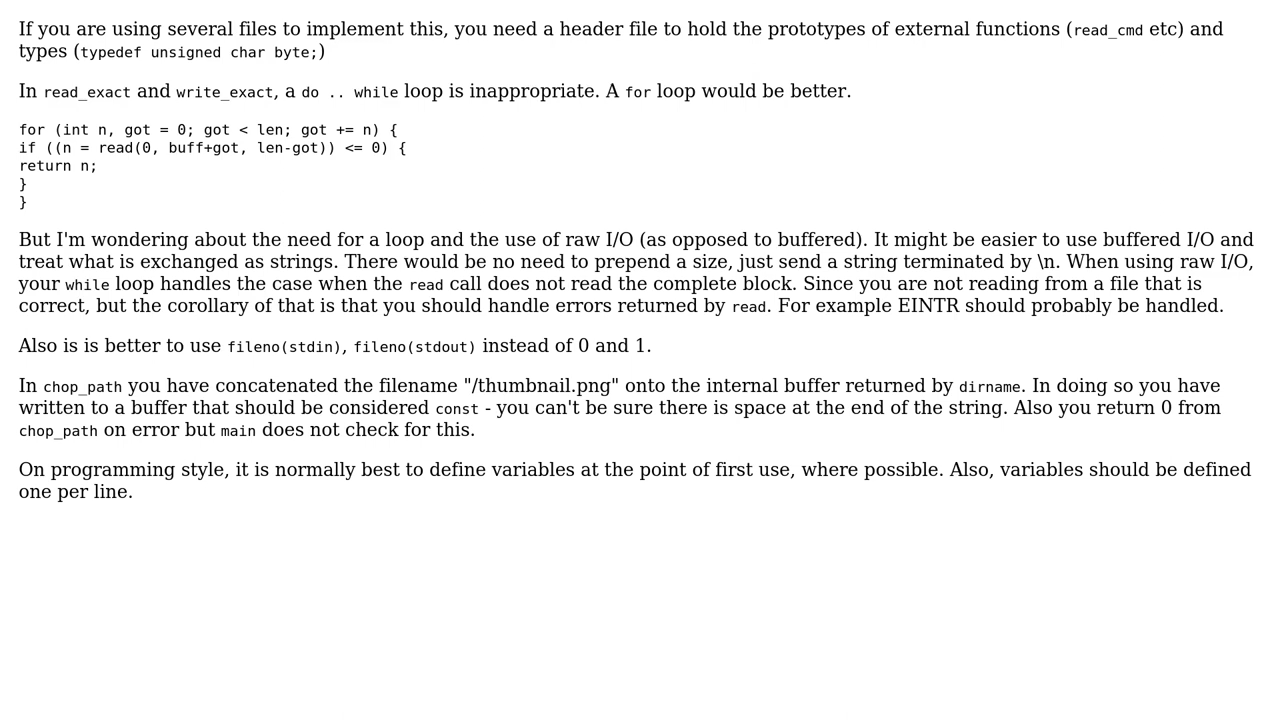 If you are using several files to implement this, you need a header file to hold the prototypes of external functions (read_cmd etc) and
types (typedef unsigned char byte;)
In read_exact and write_exact, a do .. while loop is inappropriate. A for loop would be better.
for (int n, got = 0; got < len; got += n) {
if ((n = read(0, buff+got, len-got)) <= 0) {
return n;
}
}
But I'm wondering about the need for a loop and the use of raw I/O (as opposed to buffered). It might be easier to use buffered I/O and
treat what is exchanged as strings. There would be no need to prepend a size, just send a string terminated by \n. When using raw I/O,
your while loop handles the case when the read call does not read the complete block. Since you are not reading from a file that is
correct, but the corollary of that is that you should handle errors returned by read. For example EINTR should probably be handled.
Also is is better to use fileno(stdin), fileno(stdout) instead of 0 and 1.
In chop_path you have concatenated the filename "/thumbnail.png" onto the internal buffer returned by dirname. In doing so you have
written to a buffer that should be considered const - you can't be sure there is space at the end of the string. Also you return 0 from
chop_path on error but main does not check for this.
On programming style, it is normally best to define variables at the point of first use, where possible. Also, variables should be defined
one per line.